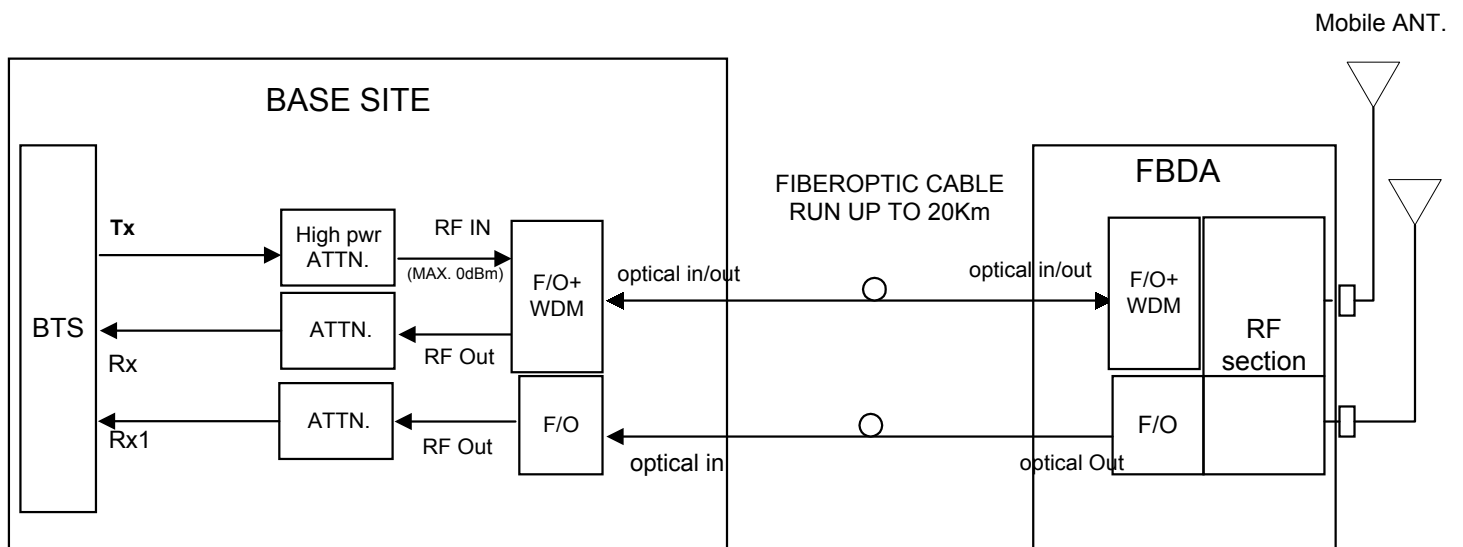 Mobile ANT.
BASE SITE
FBDA
FIBEROPTIC CABLE
RUN UP TO 20Km
BTS
Tx
High pwr
ATTN.
RF IN
(MAX. 0dBm)
F/O+
WDM
optical in/out
optical in/out
F/O+
WDM
RF
section
Rx
ATTN.
RF Out
Rx1
ATTN.
RF Out
F/O
optical in
optical Out
F/O